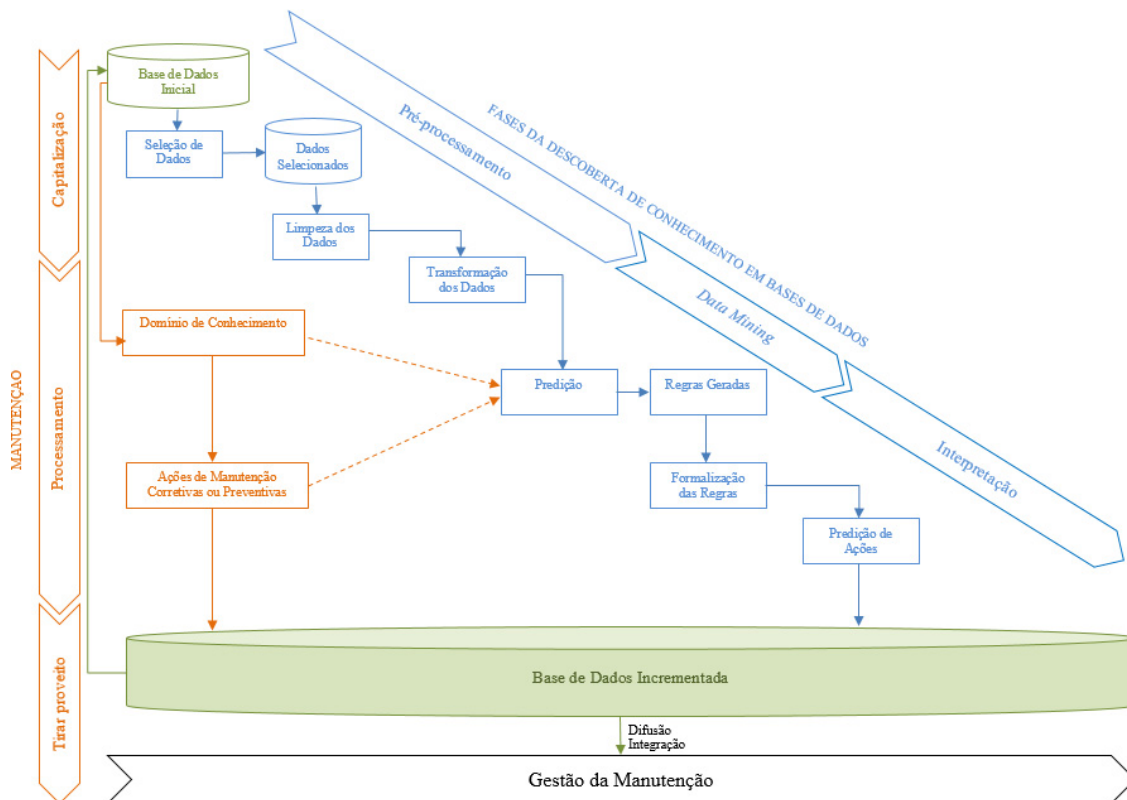 Base de Dados
Inicial
Seleção de
Dados
Dados
Selecionados
Limpeza dos
Dados
Transformação
dos Dados
FASES DA DESCOBERTA DE CONHECIMENTO EM BASES DE DADOS
Pré-processamento
Data Mining
Interpretação
MANUTENÇAO
Capitalização
Processamento
Tirar proveito
Domínio de Conhecimento
Predição
Regras Geradas
Ações de Manutenção
Corretivas ou Preventivas
Formalização
das Regras
Predição de
Ações
Base de Dados Incrementada
Difusão
Integração
Gestão da Manutenção